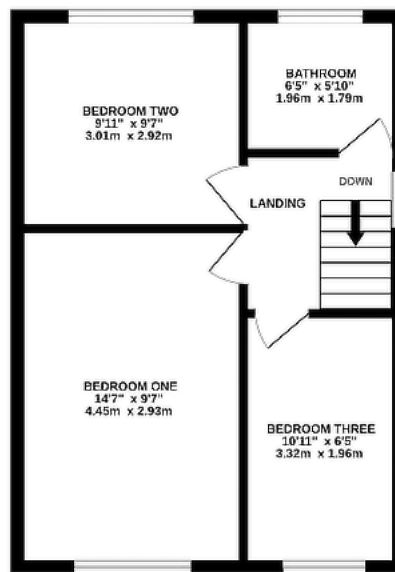 BATHROOM
6'5" x 5'10"
1.96m x 1.79m
BEDROOM TWO
9'11" x 9'7"
3.01m x 2.92m
DOWN
LANDING
BEDROOM ONE
14'7" x 9'7"
4.45m x 2.93m
BEDROOM THREE
10'11" x 6'5"
3.32m x 1.96m